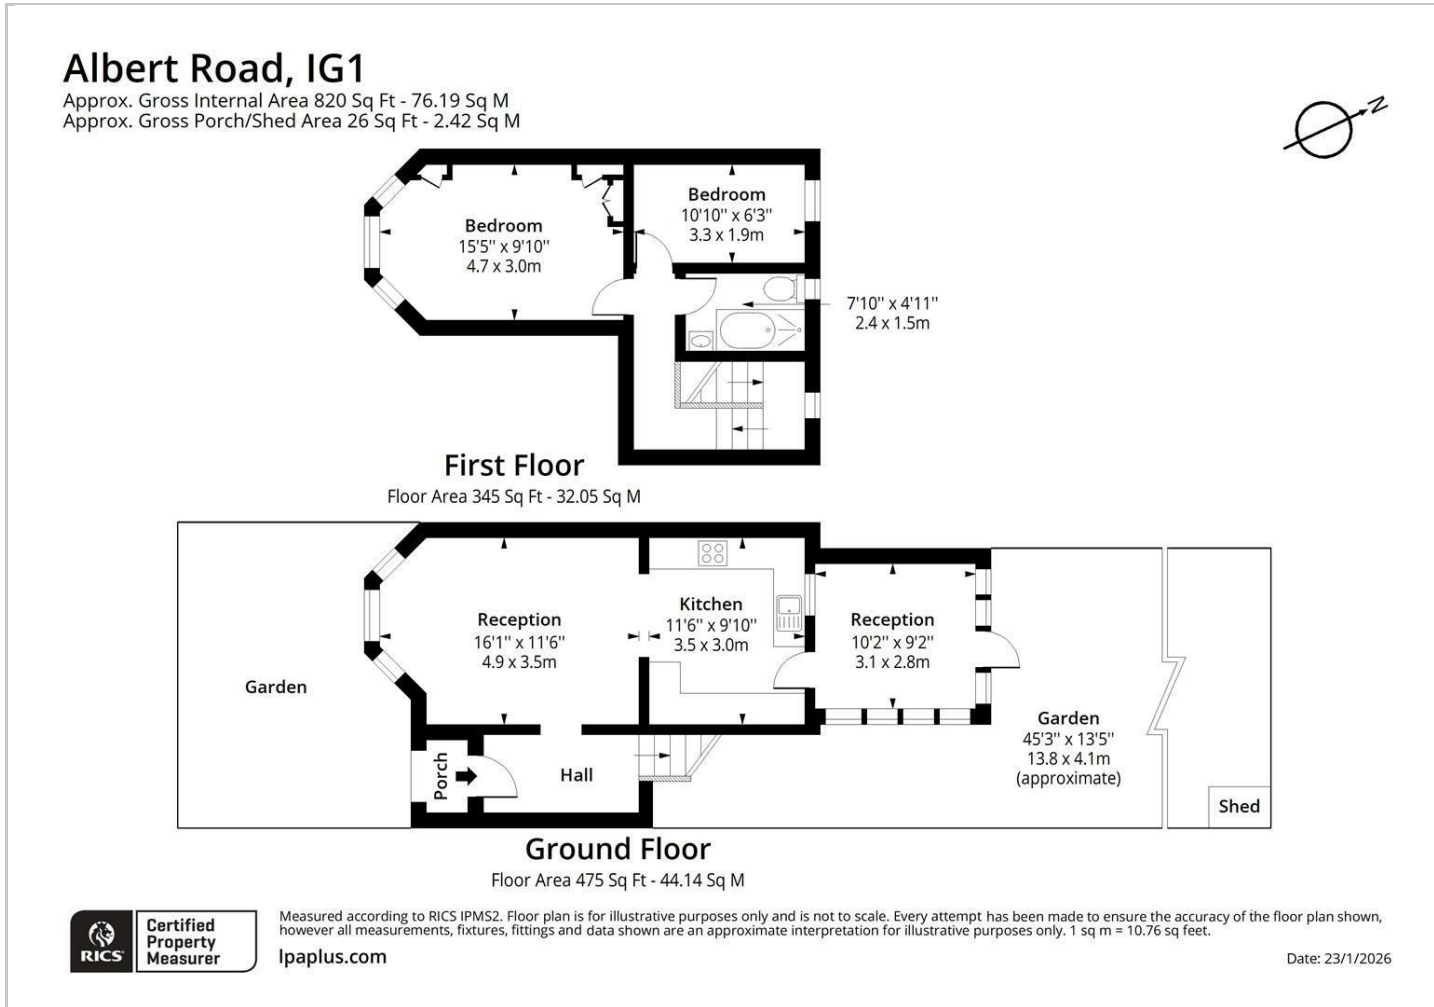 Albert Road, IG1
Approx. Gross Internal Area 820 Sq Ft - 76.19 Sq M
Approx. Gross Porch/Shed Area 26 Sq Ft - 2.42 Sq M
N
Bedroom
15'5" x 9'10"
4.7 x 3.0m
Bedroom
10'10" x 6'3"
3.3 x 1.9m
7'10" x 4'11"
2.4 x 1.5m
First Floor
Floor Area 345 Sq Ft - 32.05 Sq M
Garden
Reception
16'1" x 11'6"
4.9 x 3.5m
Kitchen
11'6" x 9'10"
3.5 x 3.0m
Reception
10'2" x 9'2"
3.1 x 2.8m
Garden
45'3" x 13'5"
13.8 x 4.1m
(approximate)
Porch
Hall
Shed
Ground Floor
Floor Area 475 Sq Ft - 44.14 Sq M
RICS
Certified
Property
Measurer
Measured according to RICS IPMS2. Floor plan is for illustrative purposes only and is not to scale. Every attempt has been made to ensure the accuracy of the floor plan shown,
however all measurements, fixtures, fittings and data shown are an approximate interpretation for illustrative purposes only. 1 sq m = 10.76 sq feet.
lpaplus.com
Date: 23/1/2026